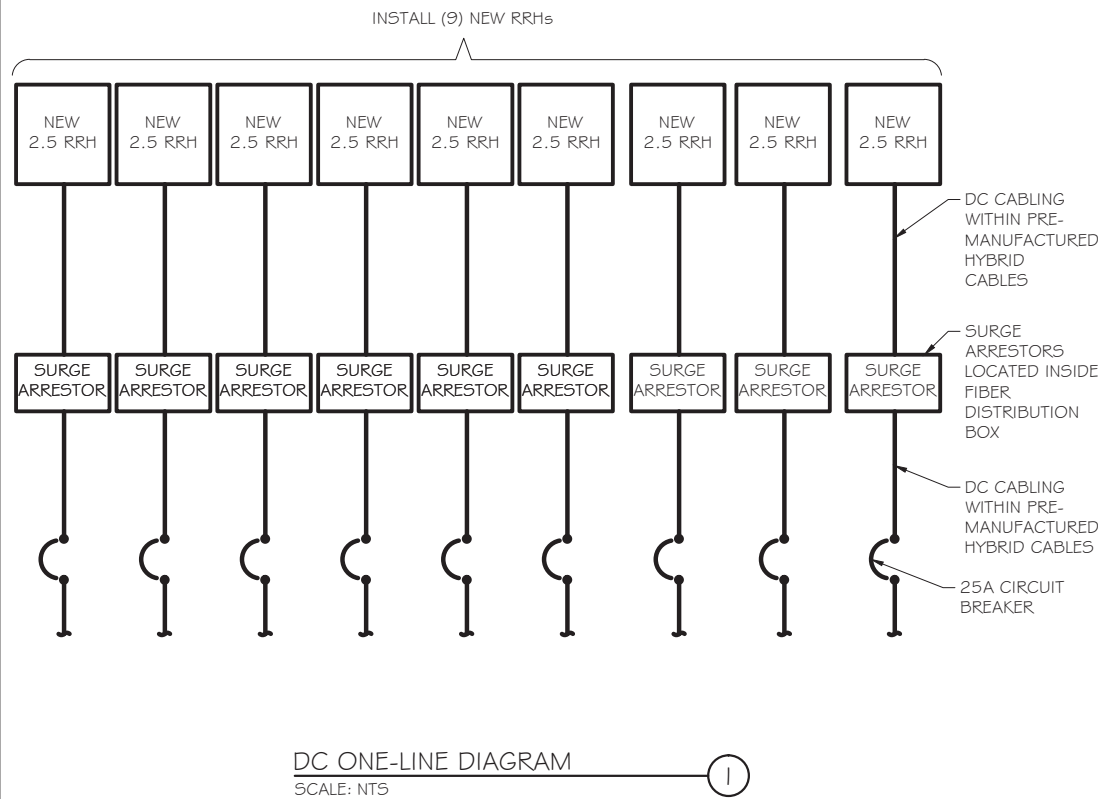 INSTALL (9) NEW RRHs
NEW
2.5 RRH
NEW
2.5 RRH
NEW
2.5 RRH
NEW
2.5 RRH
NEW
2.5 RRH
NEW
2.5 RRH
NEW
2.5 RRH
NEW
2.5 RRH
NEW
2.5 RRH
DC CABLING
WITHIN PRE-
MANUFACTURED
HYBRID
CABLES
SURGE
ARRESTOR
SURGE
ARRESTOR
SURGE
ARRESTOR
SURGE
ARRESTOR
SURGE
ARRESTOR
SURGE
ARRESTOR
SURGE
ARRESTOR
SURGE
ARRESTOR
SURGE
ARRESTOR
SURGE
ARRESTORS
LOCATED INSIDE
FIBER
DISTRIBUTION
BOX
DC CABLING
WITHIN PRE-
MANUFACTURED
HYBRID CABLES
25A CIRCUIT
BREAKER
DC ONE-LINE DIAGRAM
SCALE: NTS
1